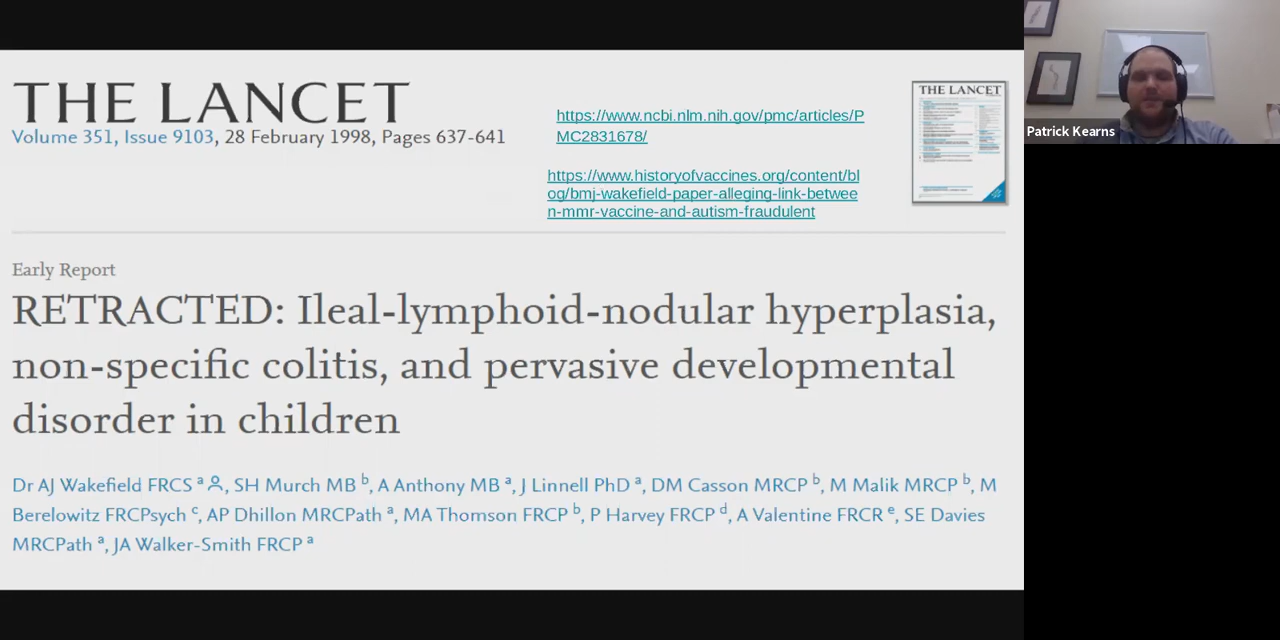 THE LANCET
Volume 351, Issue 9103, 28 February 1998, Pages 637-641
https://www.ncbi.nlm.nih.gov/pmc/articles/P
MC2831678/
https://www.historyofvaccines.org/content/bl
og/bmj-wakefield-paper-alleging-link-betwee
n-mmr-vaccine-and-autism-fraudulent
THE LANCET
Patrick Kearns
Early Report
RETRACTED: Ileal-lymphoid-nodular hyperplasia,
non-specific colitis, and pervasive developmental
disorder in children
Dr AJ Wakefield FRCS a, SH Murch MB b, A Anthony MB a, J Linnell PhD a, DM Casson MRCP b, M Malik MRCP b, M
Berelowitz FRCPsych c, AP Dhillon MRCPath a, MA Thomson FRCP b, P Harvey FRCP d, A Valentine FRCR e, SE Davies
MRCPath a, JA Walker-Smith FRCP a